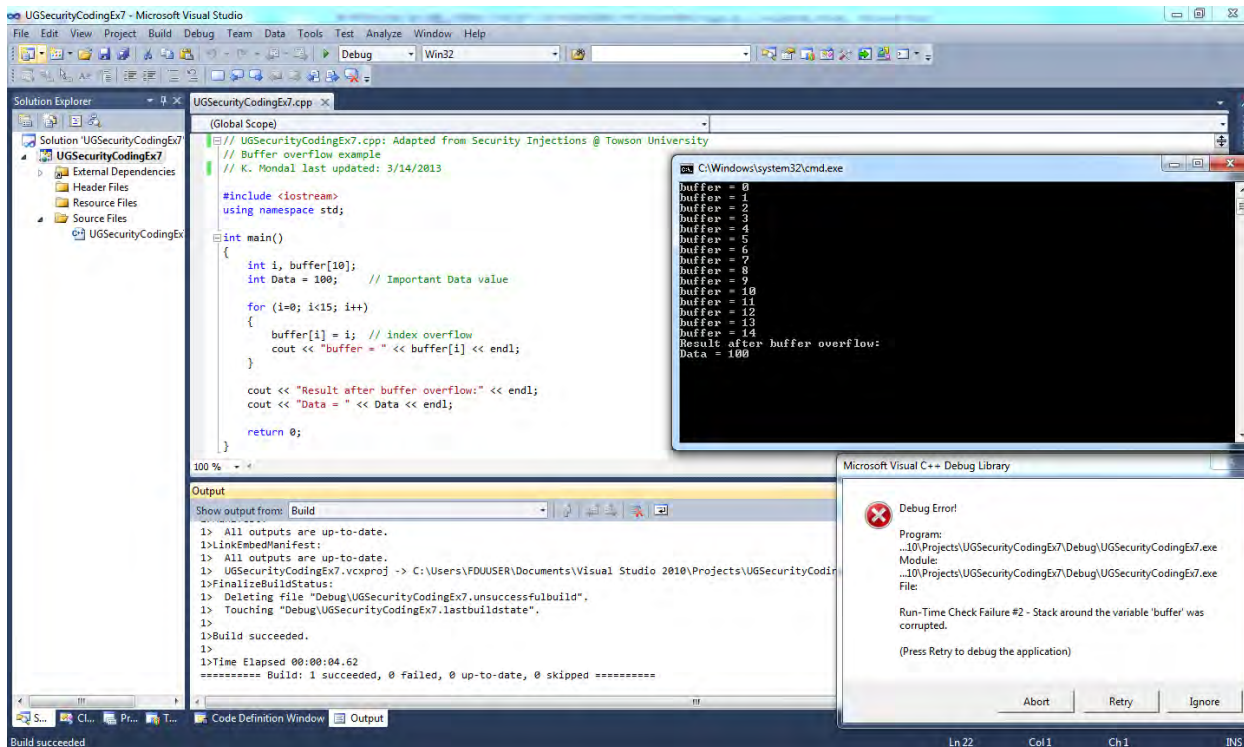 UGSecurityCodingEx7 - Microsoft Visual Studio
File Edit View Project Build Debug Team Data Tools Test Analyze Window Help
Debug Win32
Solution Explorer
UGSecurityCodingEx7.cpp
(Global Scope)
Solution 'UGSecurityCodingEx7'
UGSecurityCodingEx7
External Dependencies
Header Files
Resource Files
Source Files
UGSecurityCodingEx
// UGSecurityCodingEx7.cpp: Adapted from Security Injections @ Towson University
// Buffer overflow example
// K. Mondal last updated: 3/14/2013
#include <iostream>
using namespace std;
int main()
{
int i, buffer[10];
int Data = 100; // Important Data value
for (i=0; i<15; i++)
{
buffer[i] = i; // index overflow
cout << "buffer = " << buffer[i] << endl;
}
cout << "Result after buffer overflow:" << endl;
cout << "Data = " << Data << endl;
return 0;
}
100 %
C:\Windows\system32\cmd.exe
buffer = 0
buffer = 1
buffer = 2
buffer = 3
buffer = 4
buffer = 5
buffer = 6
buffer = 7
buffer = 8
buffer = 9
buffer = 10
buffer = 11
buffer = 12
buffer = 13
buffer = 14
Result after buffer overflow:
Data = 100
Output
Show output from: Build
1> All outputs are up-to-date.
1>LinkEmbedManifest:
1> All outputs are up-to-date.
1> UGSecurityCodingEx7.vcxproj -> C:\Users\FDUUSER\Documents\Visual Studio 2010\Projects\UGSecurityCodin
1>FinalizeBuildStatus:
1> Deleting file "Debug\UGSecurityCodingEx7.unsuccessfulbuild".
1> Touching "Debug\UGSecurityCodingEx7.lastbuildstate".
1>
1>Build succeeded.
1>
1>Time Elapsed 00:00:04.62
========== Build: 1 succeeded, 0 failed, 0 up-to-date, 0 skipped ==========
Microsoft Visual C++ Debug Library
Debug Error!
Program:
...10\Projects\UGSecurityCodingEx7\Debug\UGSecurityCodingEx7.exe
Module:
...10\Projects\UGSecurityCodingEx7\Debug\UGSecurityCodingEx7.exe
File:
Run-Time Check Failure #2 - Stack around the variable 'buffer' was
corrupted.
(Press Retry to debug the application)
Abort Retry Ignore
S... Cl... Pr... T... Code Definition Window Output
Build succeeded Ln 22 Col 1 Ch 1 INS